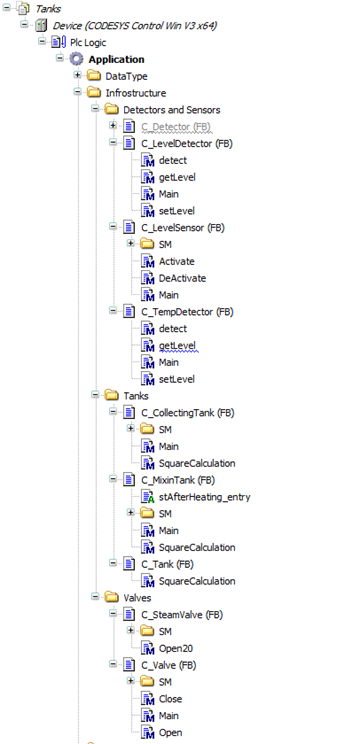 Tanks
Device (CODESYS Control Win V3 x64)
Plc Logic
Application
DataType
Infrastructure
Detectors and Sensors
C_Detector (FB)
C_LevelDetector (FB)
detect
getLevel
Main
setLevel
C_LevelSensor (FB)
SM
Activate
DeActivate
Main
C_TempDetector (FB)
detect
getLevel
Main
setLevel
Tanks
C_CollectingTank (FB)
SM
Main
SquareCalculation
C_MixinTank (FB)
stAfterHeating_entry
SM
Main
SquareCalculation
C_Tank (FB)
SquareCalculation
Valves
C_SteamValve (FB)
SM
Open20
C_Valve (FB)
SM
Close
Main
Open